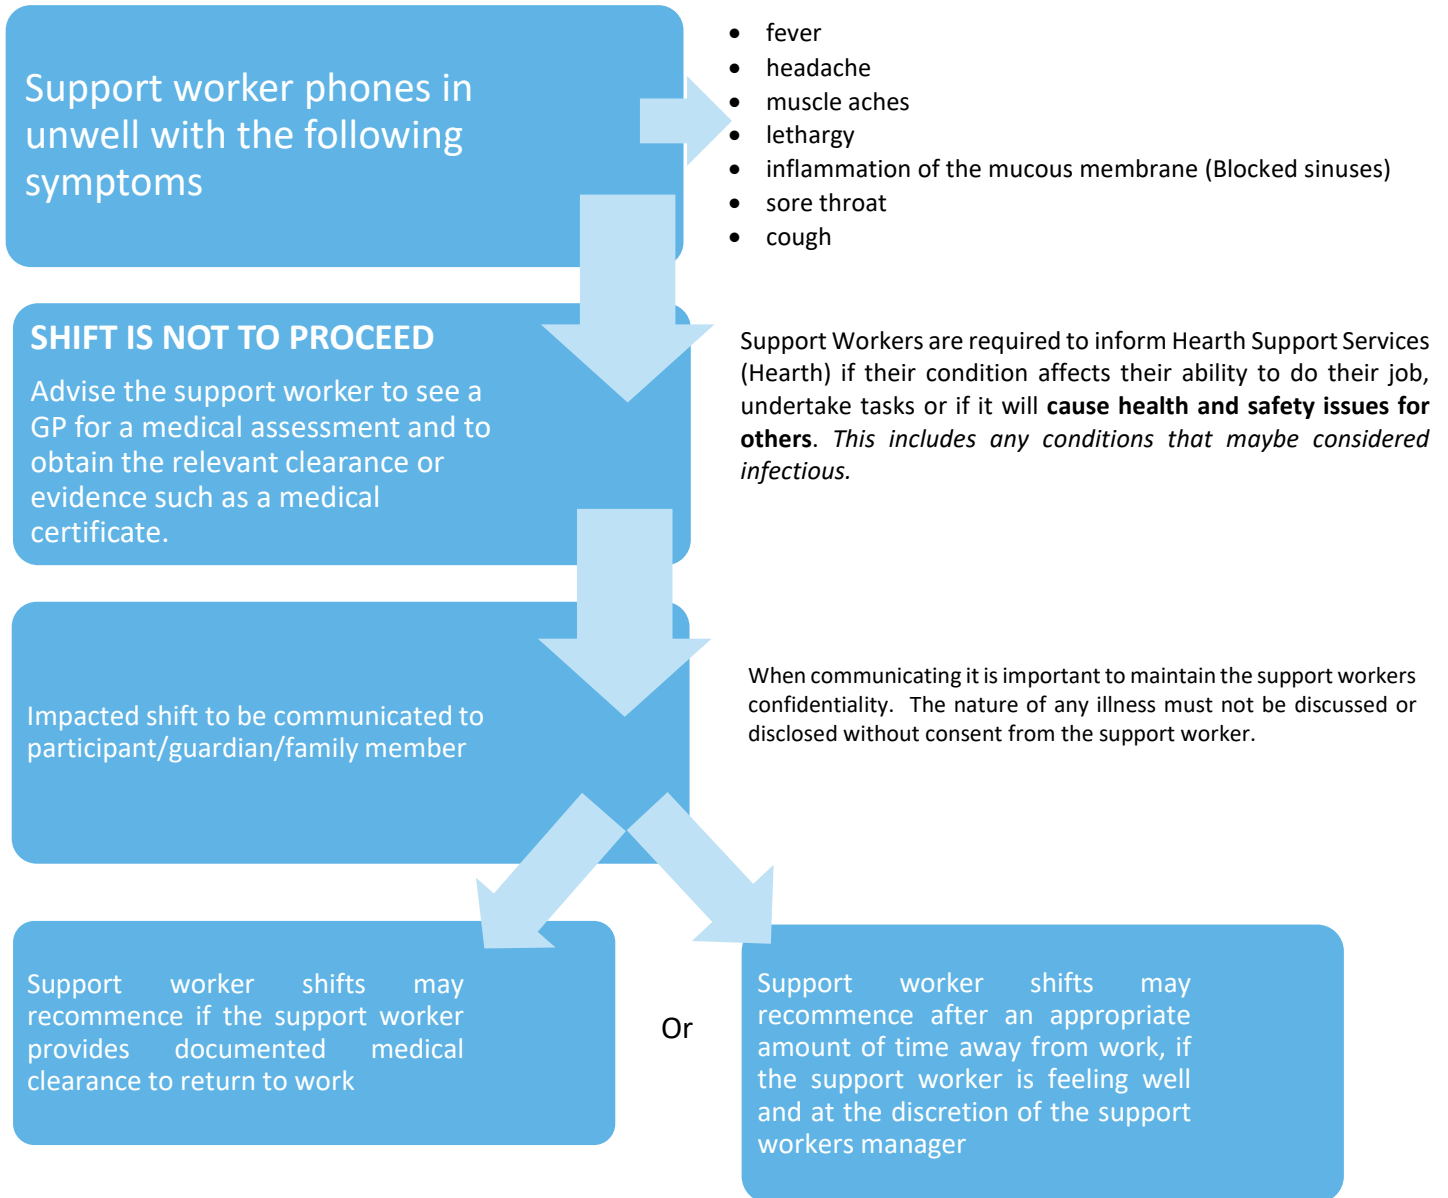 Support worker phones in
unwell with the following
symptoms
• fever
• headache
• muscle aches
• lethargy
• inflammation of the mucous membrane (Blocked sinuses)
• sore throat
• cough
SHIFT IS NOT TO PROCEED
Advise the support worker to see a
GP for a medical assessment and to
obtain the relevant clearance or
evidence such as a medical
certificate.
Support Workers are required to inform Hearth Support Services
(Hearth) if their condition affects their ability to do their job,
undertake tasks or if it will cause health and safety issues for
others. This includes any conditions that maybe considered
infectious.
Impacted shift to be communicated to
participant/guardian/family member
When communicating it is important to maintain the support workers
confidentiality. The nature of any illness must not be discussed or
disclosed without consent from the support worker.
Support worker shifts may
recommence if the support worker
provides documented medical
clearance to return to work
Or
Support worker shifts may
recommence after an appropriate
amount of time away from work, if
the support worker is feeling well
and at the discretion of the support
workers manager